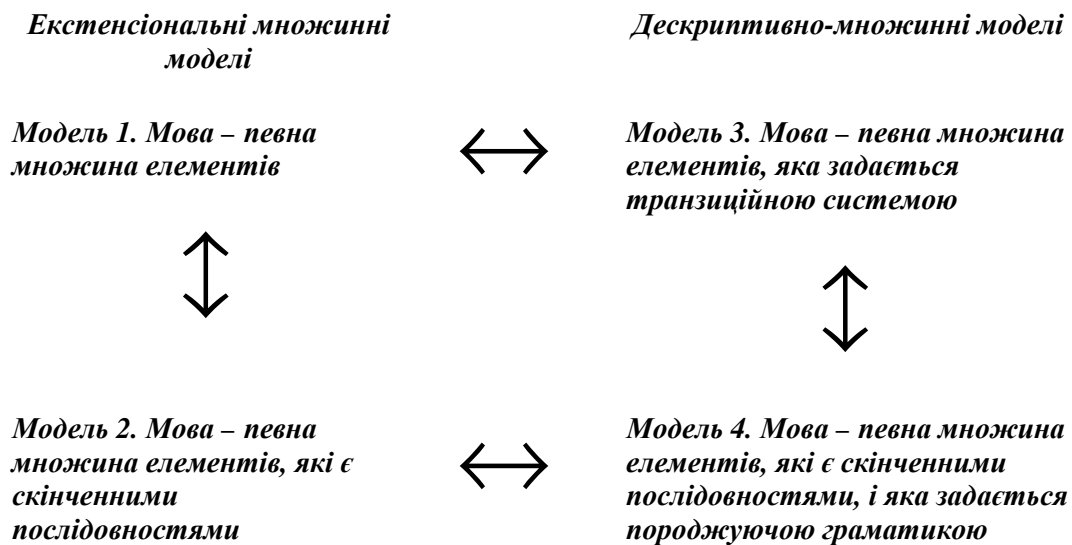 Екстенсіональні множинні
моделі
Дескриптивно-множинні моделі
Модель 1. Мова – певна
множина елементів
Модель 3. Мова – певна множина
елементів, яка задається
транзиційною системою
Модель 2. Мова – певна
множина елементів, які є
скінченними
послідовностями
Модель 4. Мова – певна множина
елементів, які є скінченними
послідовностями, і яка задається
породжуючою граматикою